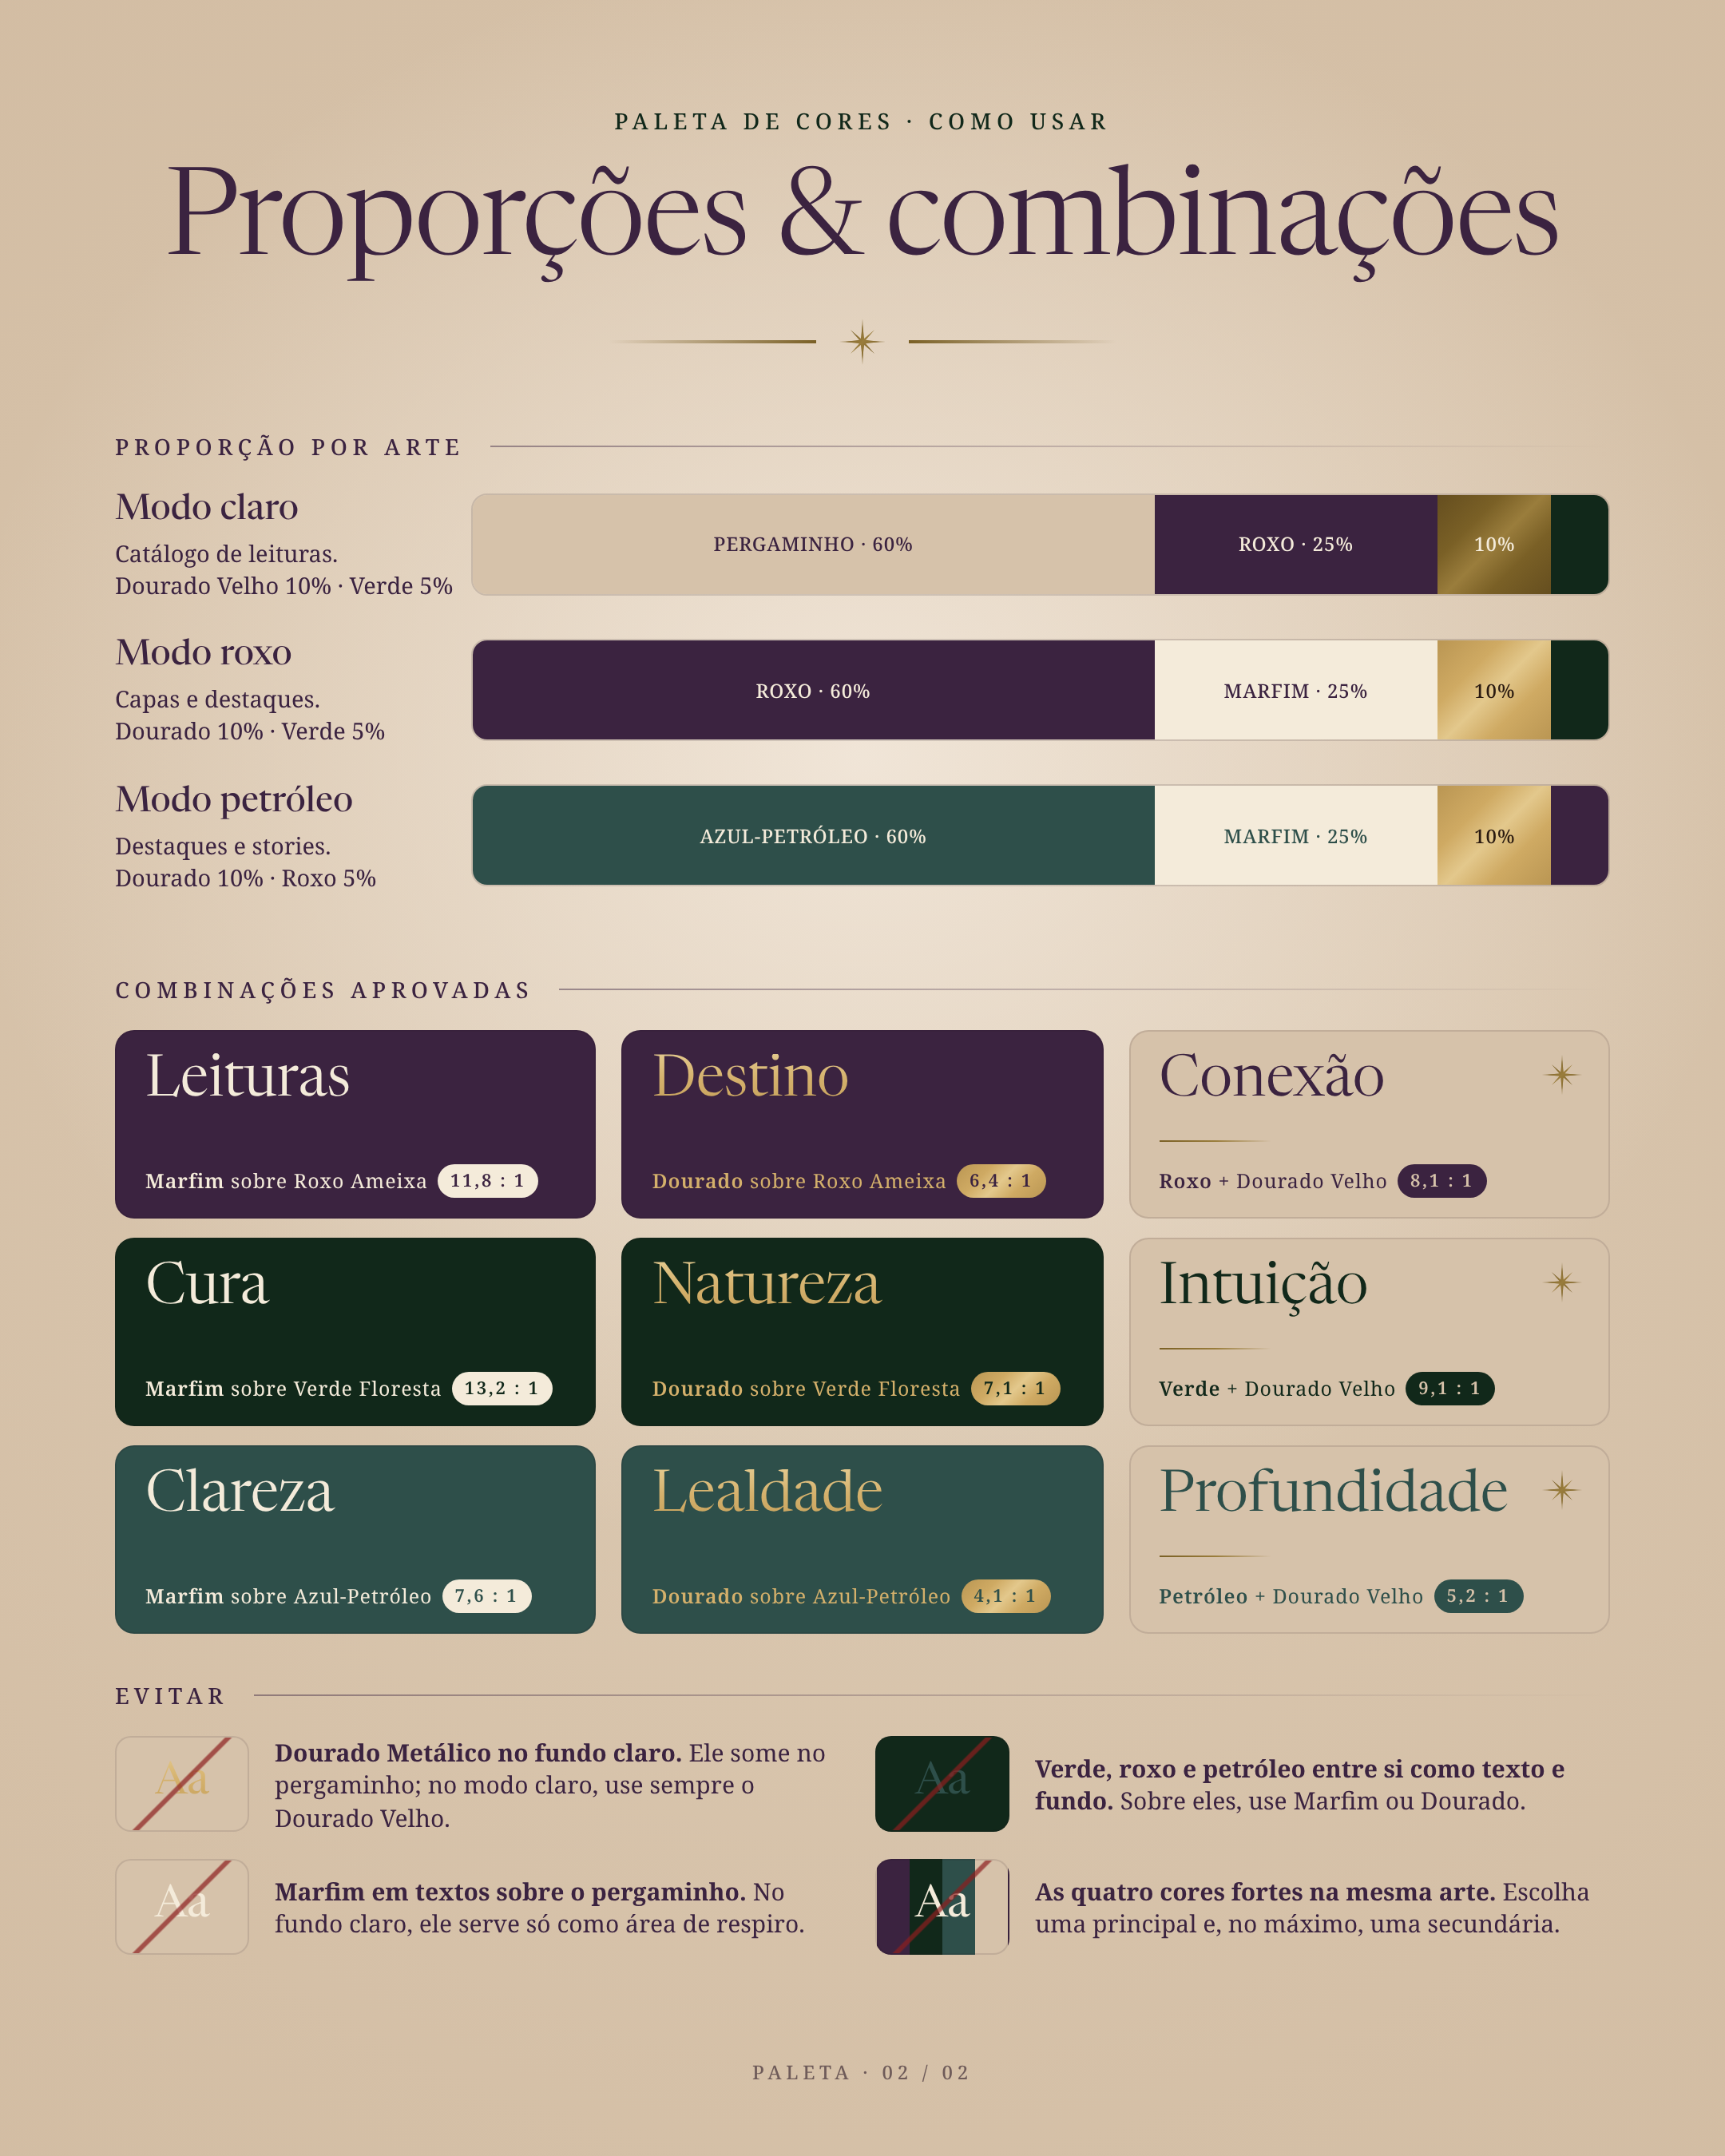 PALETA DE CORES · COMO USAR
Proporções & combinações
PROPORÇÃO POR ARTE
Modo claro
Catálogo de leituras.
Dourado Velho 10% · Verde 5%
PERGAMINHO · 60%
ROXO · 25%
10%
Modo roxo
Capas e destaques.
Dourado 10% · Verde 5%
ROXO · 60%
MARFIM · 25%
10%
Modo petróleo
Destaques e stories.
Dourado 10% · Roxo 5%
AZUL-PETRÓLEO · 60%
MARFIM · 25%
10%
COMBINAÇÕES APROVADAS
Leituras
Marfim sobre Roxo Ameixa 11,8 : 1
Destino
Dourado sobre Roxo Ameixa 6,4 : 1
Conexão
Roxo + Dourado Velho 8,1 : 1
Cura
Marfim sobre Verde Floresta 13,2 : 1
Natureza
Dourado sobre Verde Floresta 7,1 : 1
Intuição
Verde + Dourado Velho 9,1 : 1
Clareza
Marfim sobre Azul-Petróleo 7,6 : 1
Lealdade
Dourado sobre Azul-Petróleo 4,1 : 1
Profundidade
Petróleo + Dourado Velho 5,2 : 1
EVITAR
Aa
Dourado Metálico no fundo claro. Ele some no
pergaminho; no modo claro, use sempre o
Dourado Velho.
Aa
Verde, roxo e petróleo entre si como texto e
fundo. Sobre eles, use Marfim ou Dourado.
Aa
Marfim em textos sobre o pergaminho. No
fundo claro, ele serve só como área de respiro.
Aa
As quatro cores fortes na mesma arte. Escolha
uma principal e, no máximo, uma secundária.
PALETA · 02 / 02